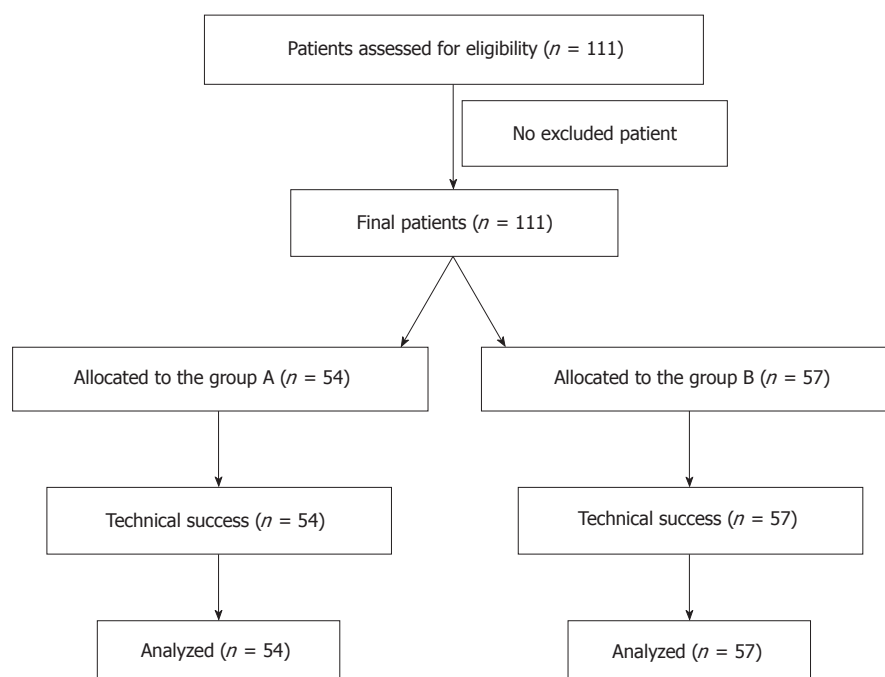 Patients assessed for eligibility (n = 111)
No excluded patient
Final patients (n = 111)
Allocated to the group A (n = 54)
Allocated to the group B (n = 57)
Technical success (n = 54)
Technical success (n = 57)
Analyzed (n = 54)
Analyzed (n = 57)